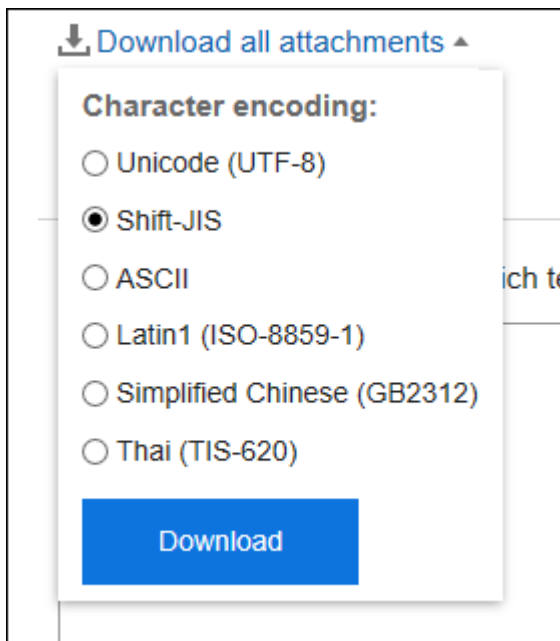 Download all attachments
Character encoding:
Unicode (UTF-8)
Shift-JIS
ASCII
Latin1 (ISO-8859-1)
Simplified Chinese (GB2312)
Thai (TIS-620)
Download